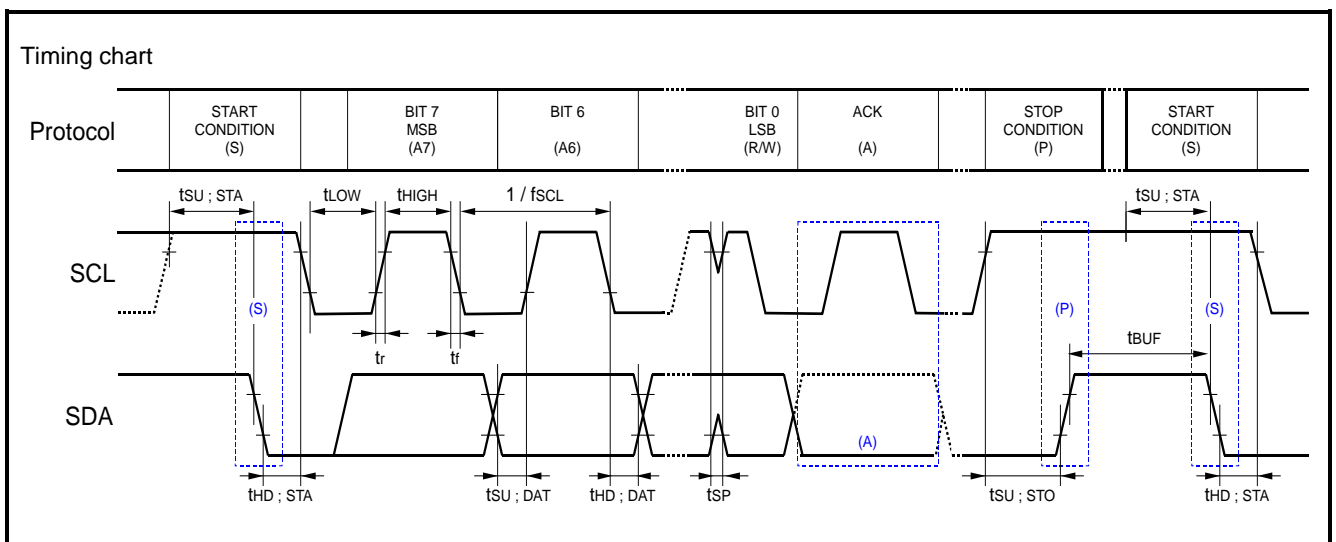 Timing chart
Protocol
START
CONDITION
(S)
BIT 7
MSB
(A7)
BIT 6
(A6)
BIT 0
LSB
(R/W)
ACK
(A)
STOP
CONDITION
(P)
START
CONDITION
(S)
tSU ; STA
tLOW
tHIGH
1 / fSCL
tSU ; STA
SCL
(S)
(P)
(S)
tr
tf
tBUF
SDA
(A)
tHD ; STA
tSU ; DAT
tHD ; DAT
tSP
tSU ; STO
tHD ; STA